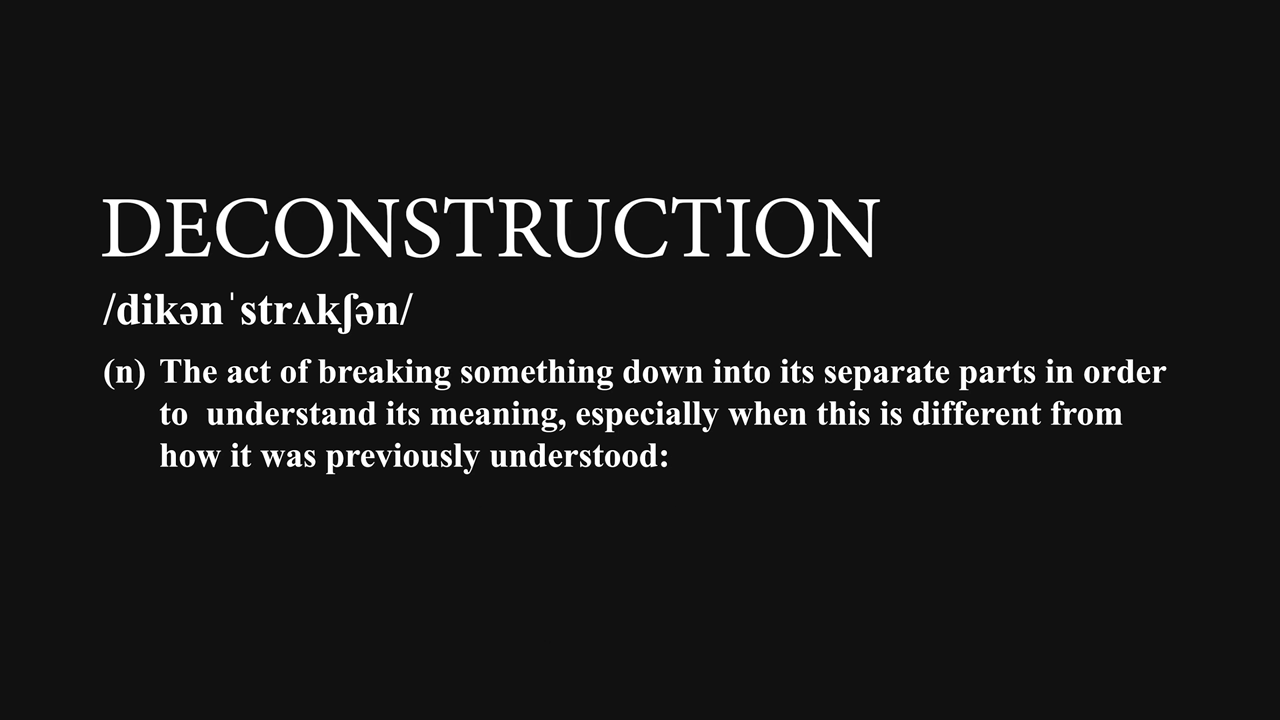 DECONSTRUCTION
/dikənˈstrʌkʃən/
(n) The act of breaking something down into its separate parts in order
to  understand its meaning, especially when this is different from
how it was previously understood: